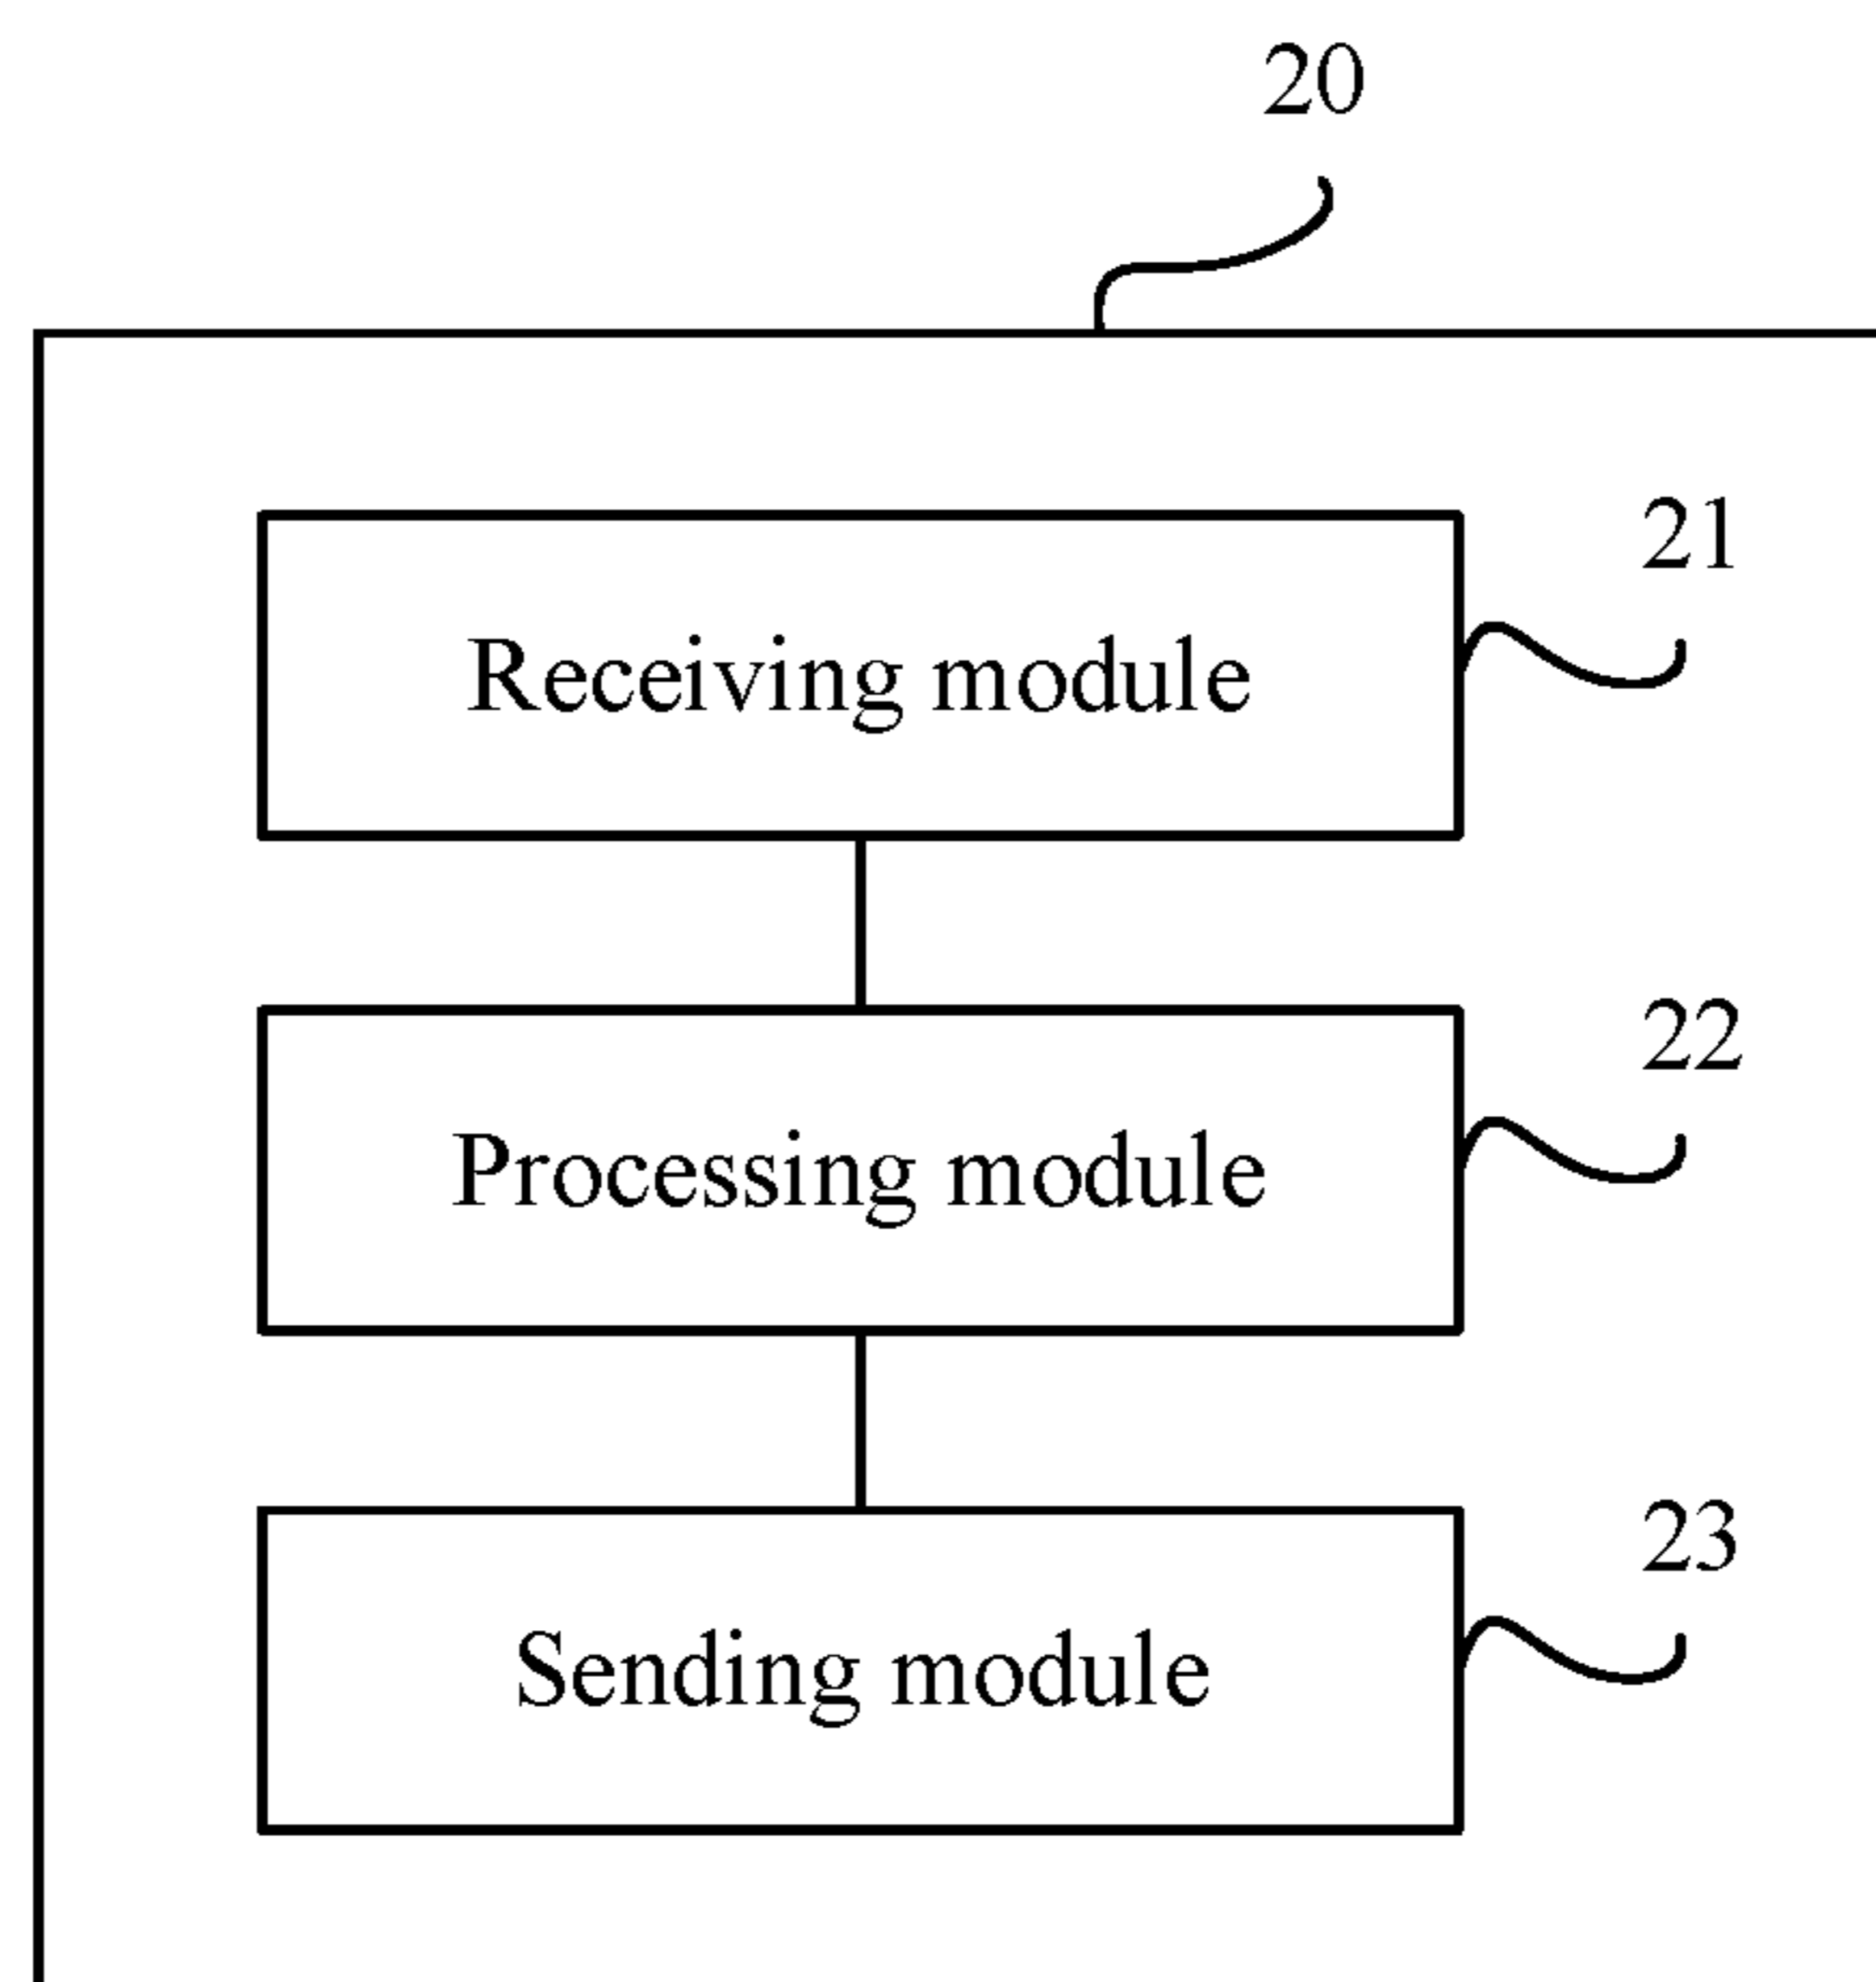 20
21
Receiving module
22
Processing module
23
Sending module